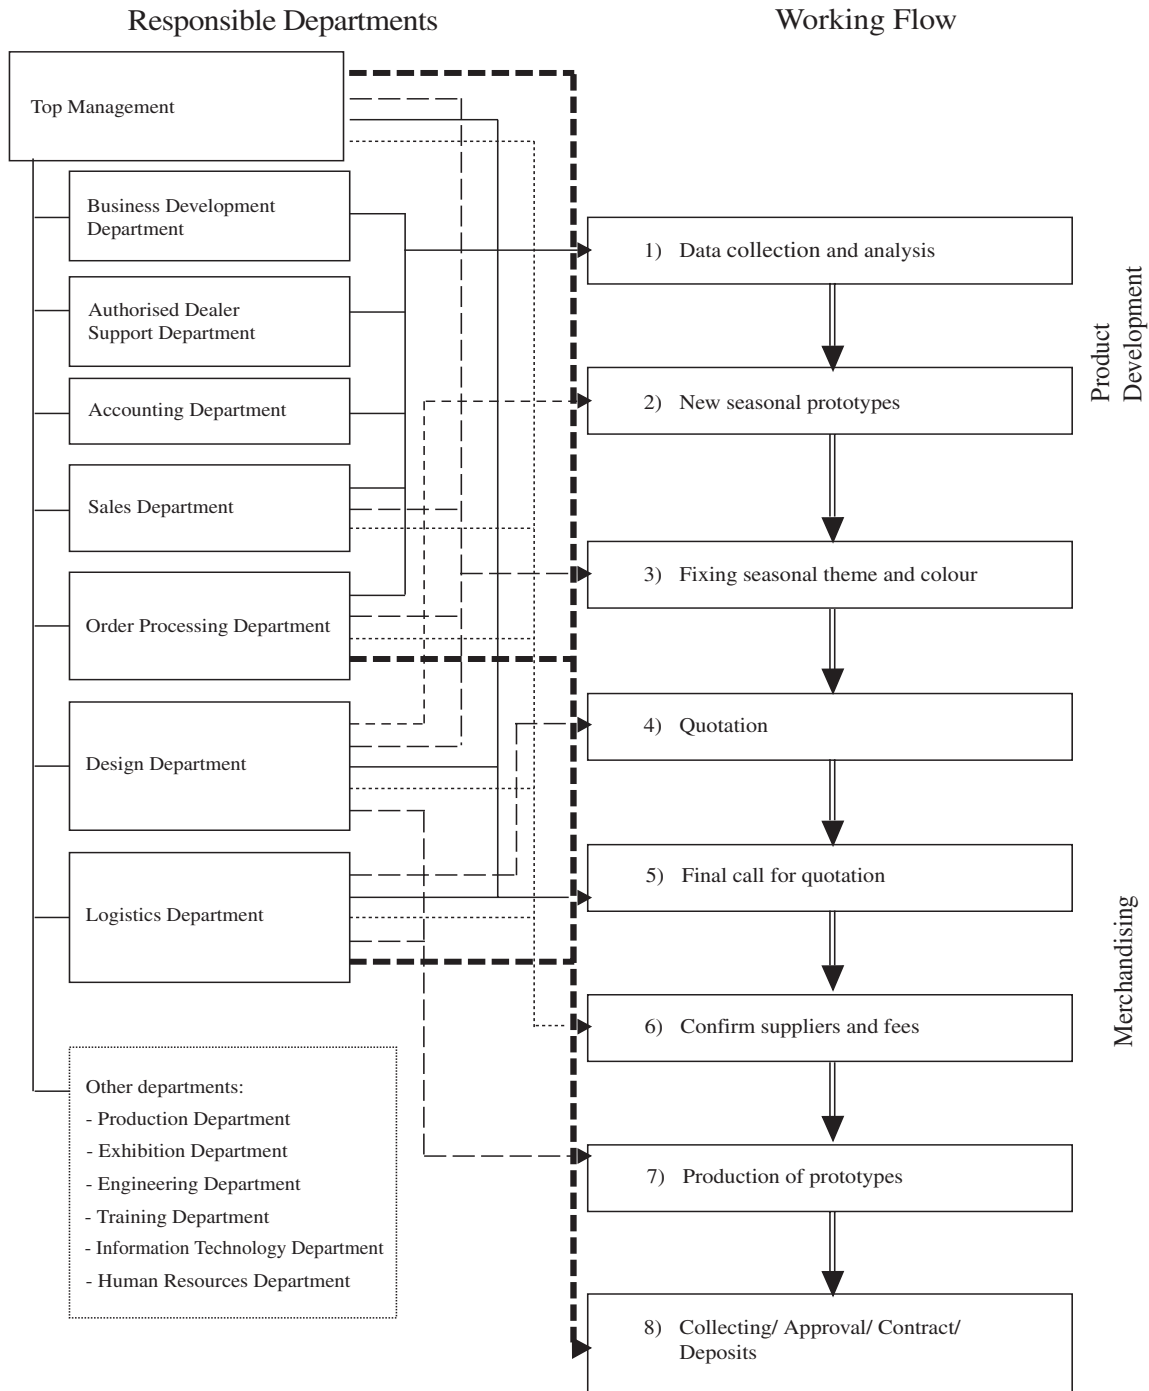 Responsible Departments
Working Flow
Top Management
Business Development
Department
Authorised Dealer
Support Department
Accounting Department
Sales Department
Order Processing Department
Design Department
Logistics Department
Other departments:
- Production Department
- Exhibition Department
- Engineering Department
- Training Department
- Information Technology Department
- Human Resources Department
1) Data collection and analysis
2) New seasonal prototypes
3) Fixing seasonal theme and colour
4) Quotation
5) Final call for quotation
6) Confirm suppliers and fees
7) Production of prototypes
8) Collecting/ Approval/ Contract/
Deposits
Product
Development
Merchandising